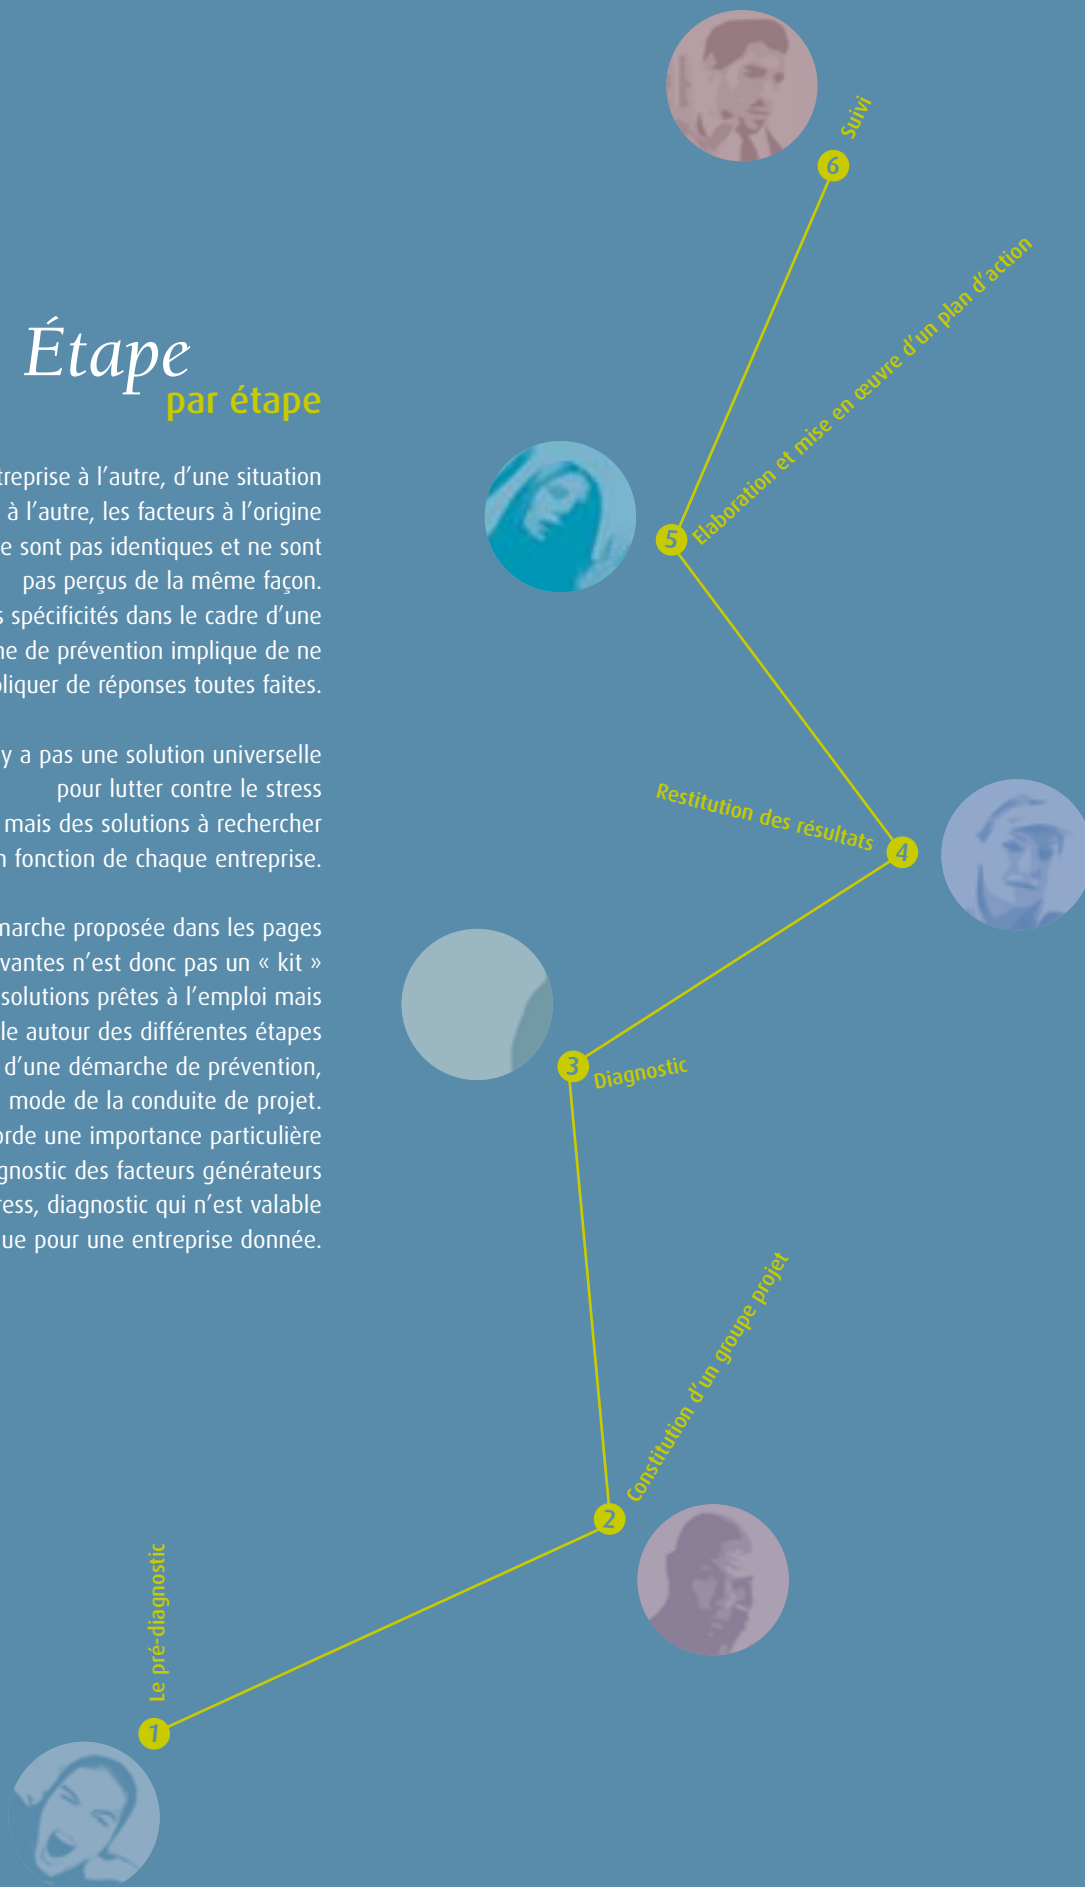 Étape
par étape
treprise à l’autre, d’une situation
à l’autre, les facteurs à l’origine
e sont pas identiques et ne sont
pas perçus de la même façon.
s spécificités dans le cadre d’une
he de prévention implique de ne
pliquer de réponses toutes faites.
y a pas une solution universelle
pour lutter contre le stress
mais des solutions à rechercher
n fonction de chaque entreprise.
marche proposée dans les pages
vantes n’est donc pas un « kit »
solutions prêtes à l’emploi mais
le autour des différentes étapes
d’une démarche de prévention,
mode de la conduite de projet.
orde une importance particulière
gnostic des facteurs générateurs
ress, diagnostic qui n’est valable
ue pour une entreprise donnée.
6 Suivi
5 Elaboration et mise en œuvre d’un plan d’action
Restitution des résultats 4
3 Diagnostic
2 Constitution d’un groupe projet
1 Le pré-diagnostic